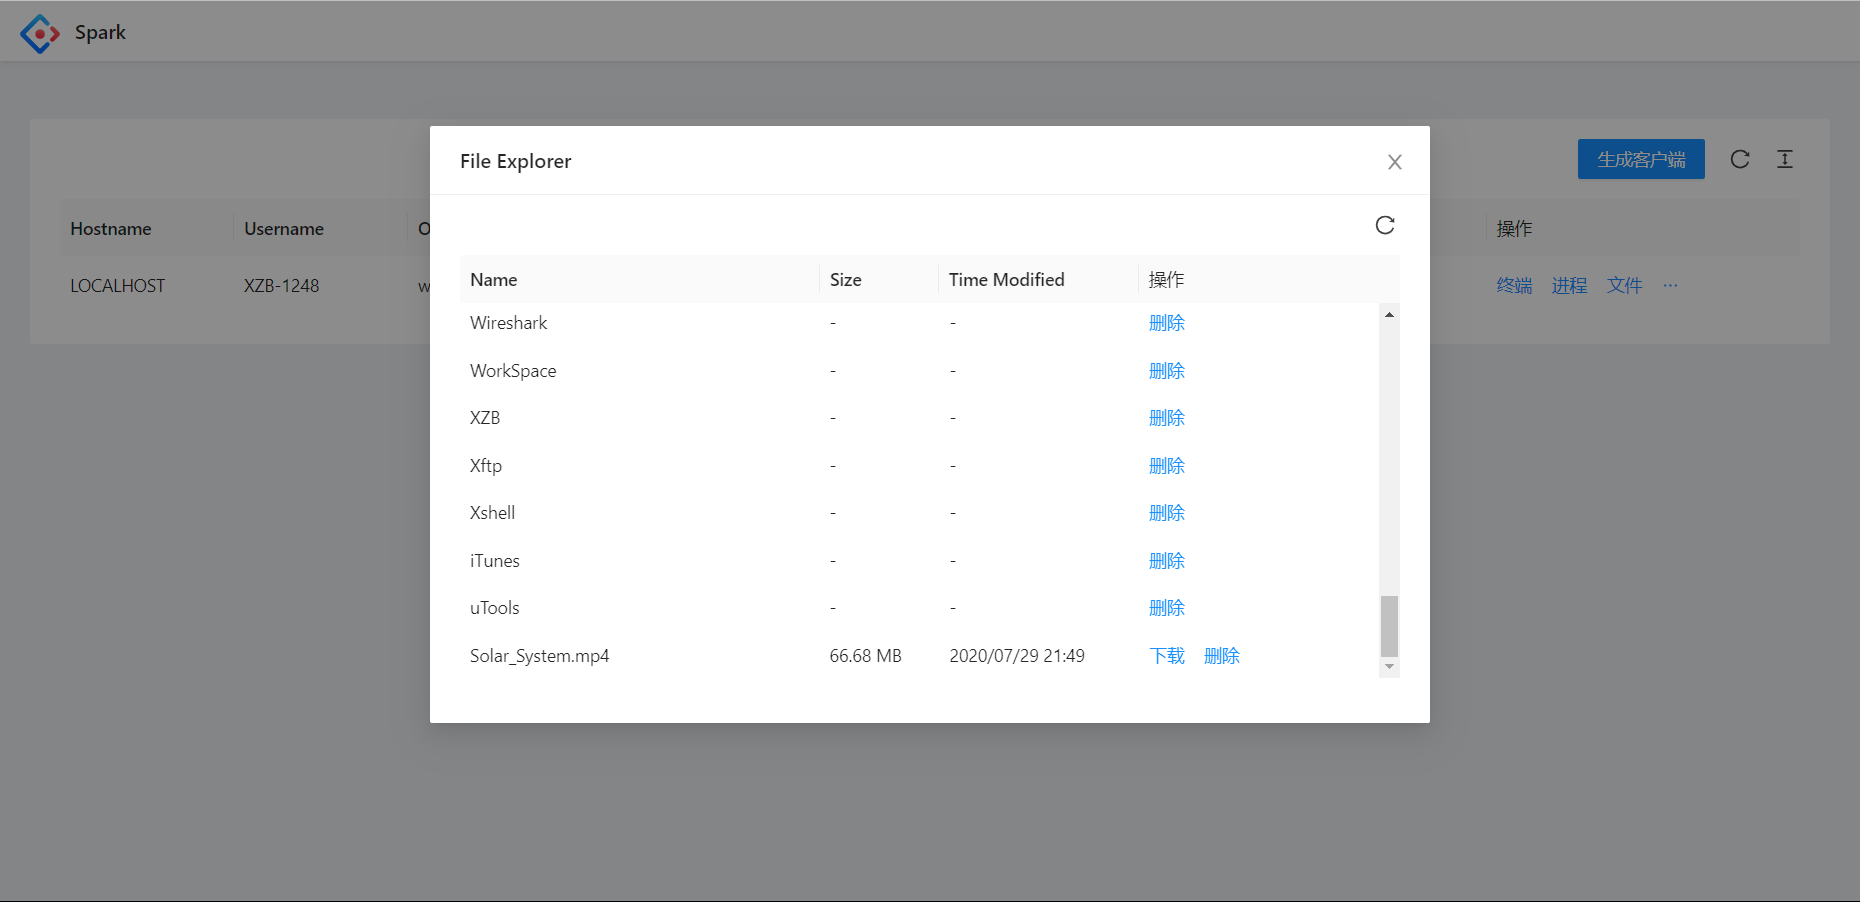 Spark
File Explorer
生成客户端
Hostname Username 操作
Name Size Time Modified 操作
LOCALHOST XZB-1248 终端 进程 文件 ···
Wireshark - - 删除
WorkSpace - - 删除
XZB - - 删除
Xftp - - 删除
Xshell - - 删除
iTunes - - 删除
uTools - - 删除
Solar_System.mp4 66.68 MB 2020/07/29 21:49 下载 删除